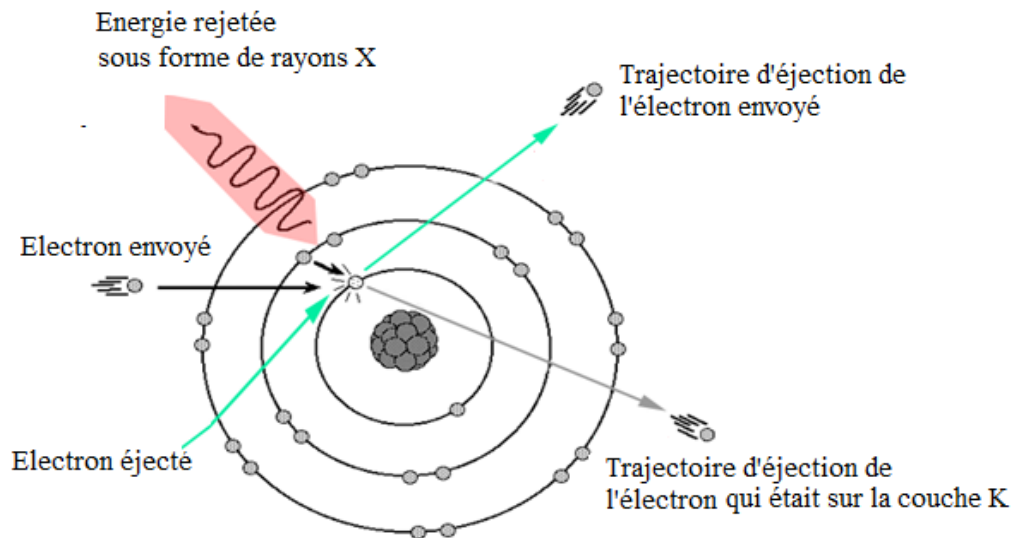 Energie rejetée
sous forme de rayons X
Trajectoire d'éjection de
l'électron envoyé
Electron envoyé
Electron éjecté
Trajectoire d'éjection de
l'électron qui était sur la couche K